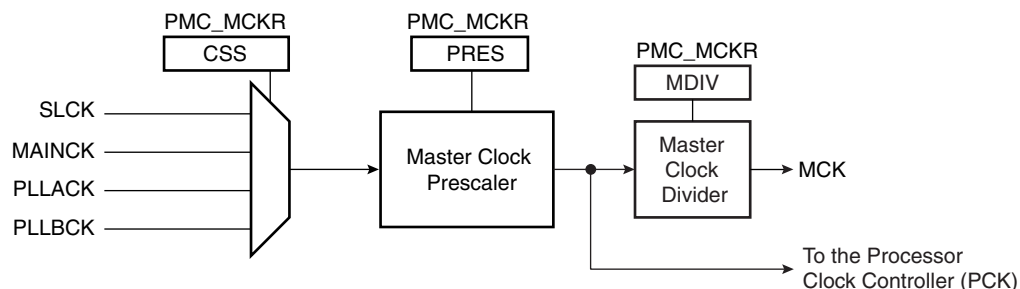 PMC_MCKR
CSS
PMC_MCKR
PRES
PMC_MCKR
MDIV
SLCK
MAINCK
PLLACK
PLLBCK
Master Clock
Prescaler
Master
Clock
Divider
MCK
To the Processor
Clock Controller (PCK)